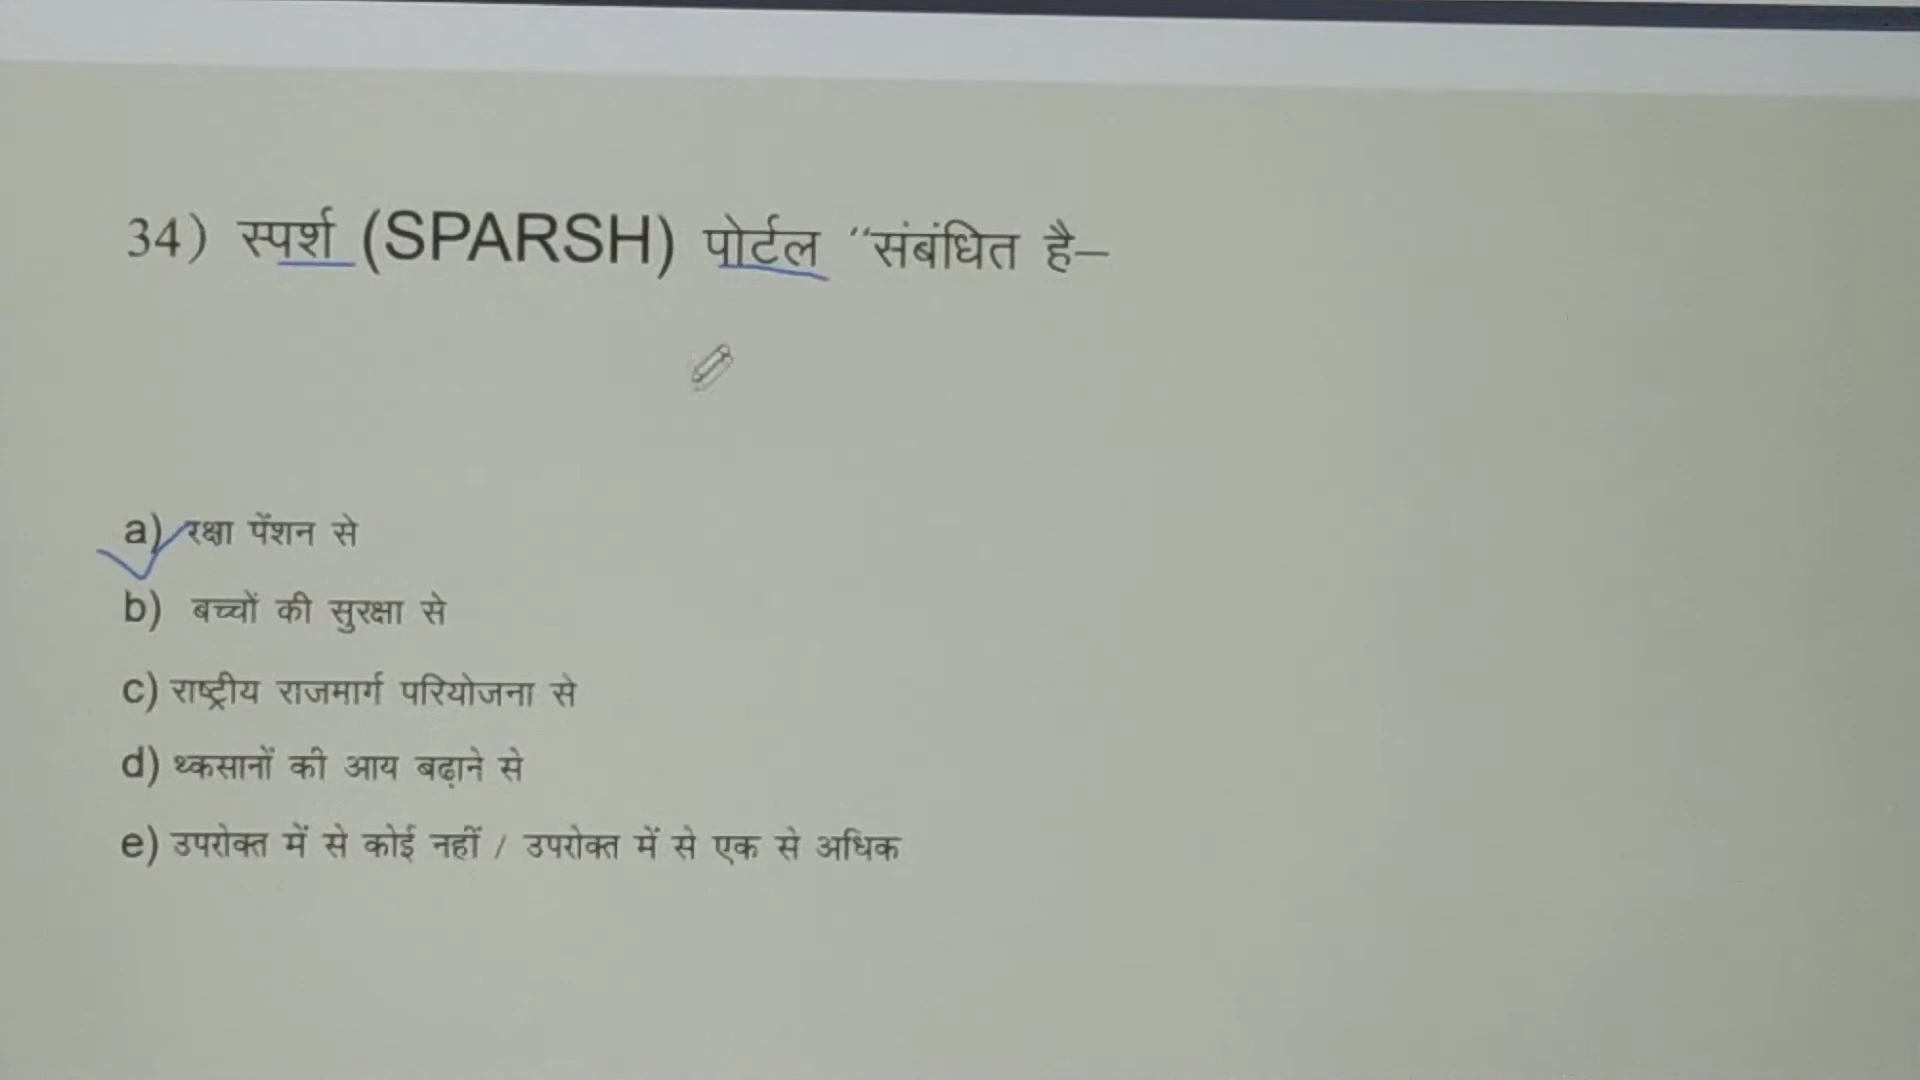 34) स्पर्श (SPARSH) पोर्टल “संबंधित है–
a) रक्षा पेंशन से
b) बच्चों की सुरक्षा से
c) राष्ट्रीय राजमार्ग परियोजना से
d) थ्कसानों की आय बढ़ाने से
e) उपरोक्त में से कोई नहीं / उपरोक्त में से एक से अधिक